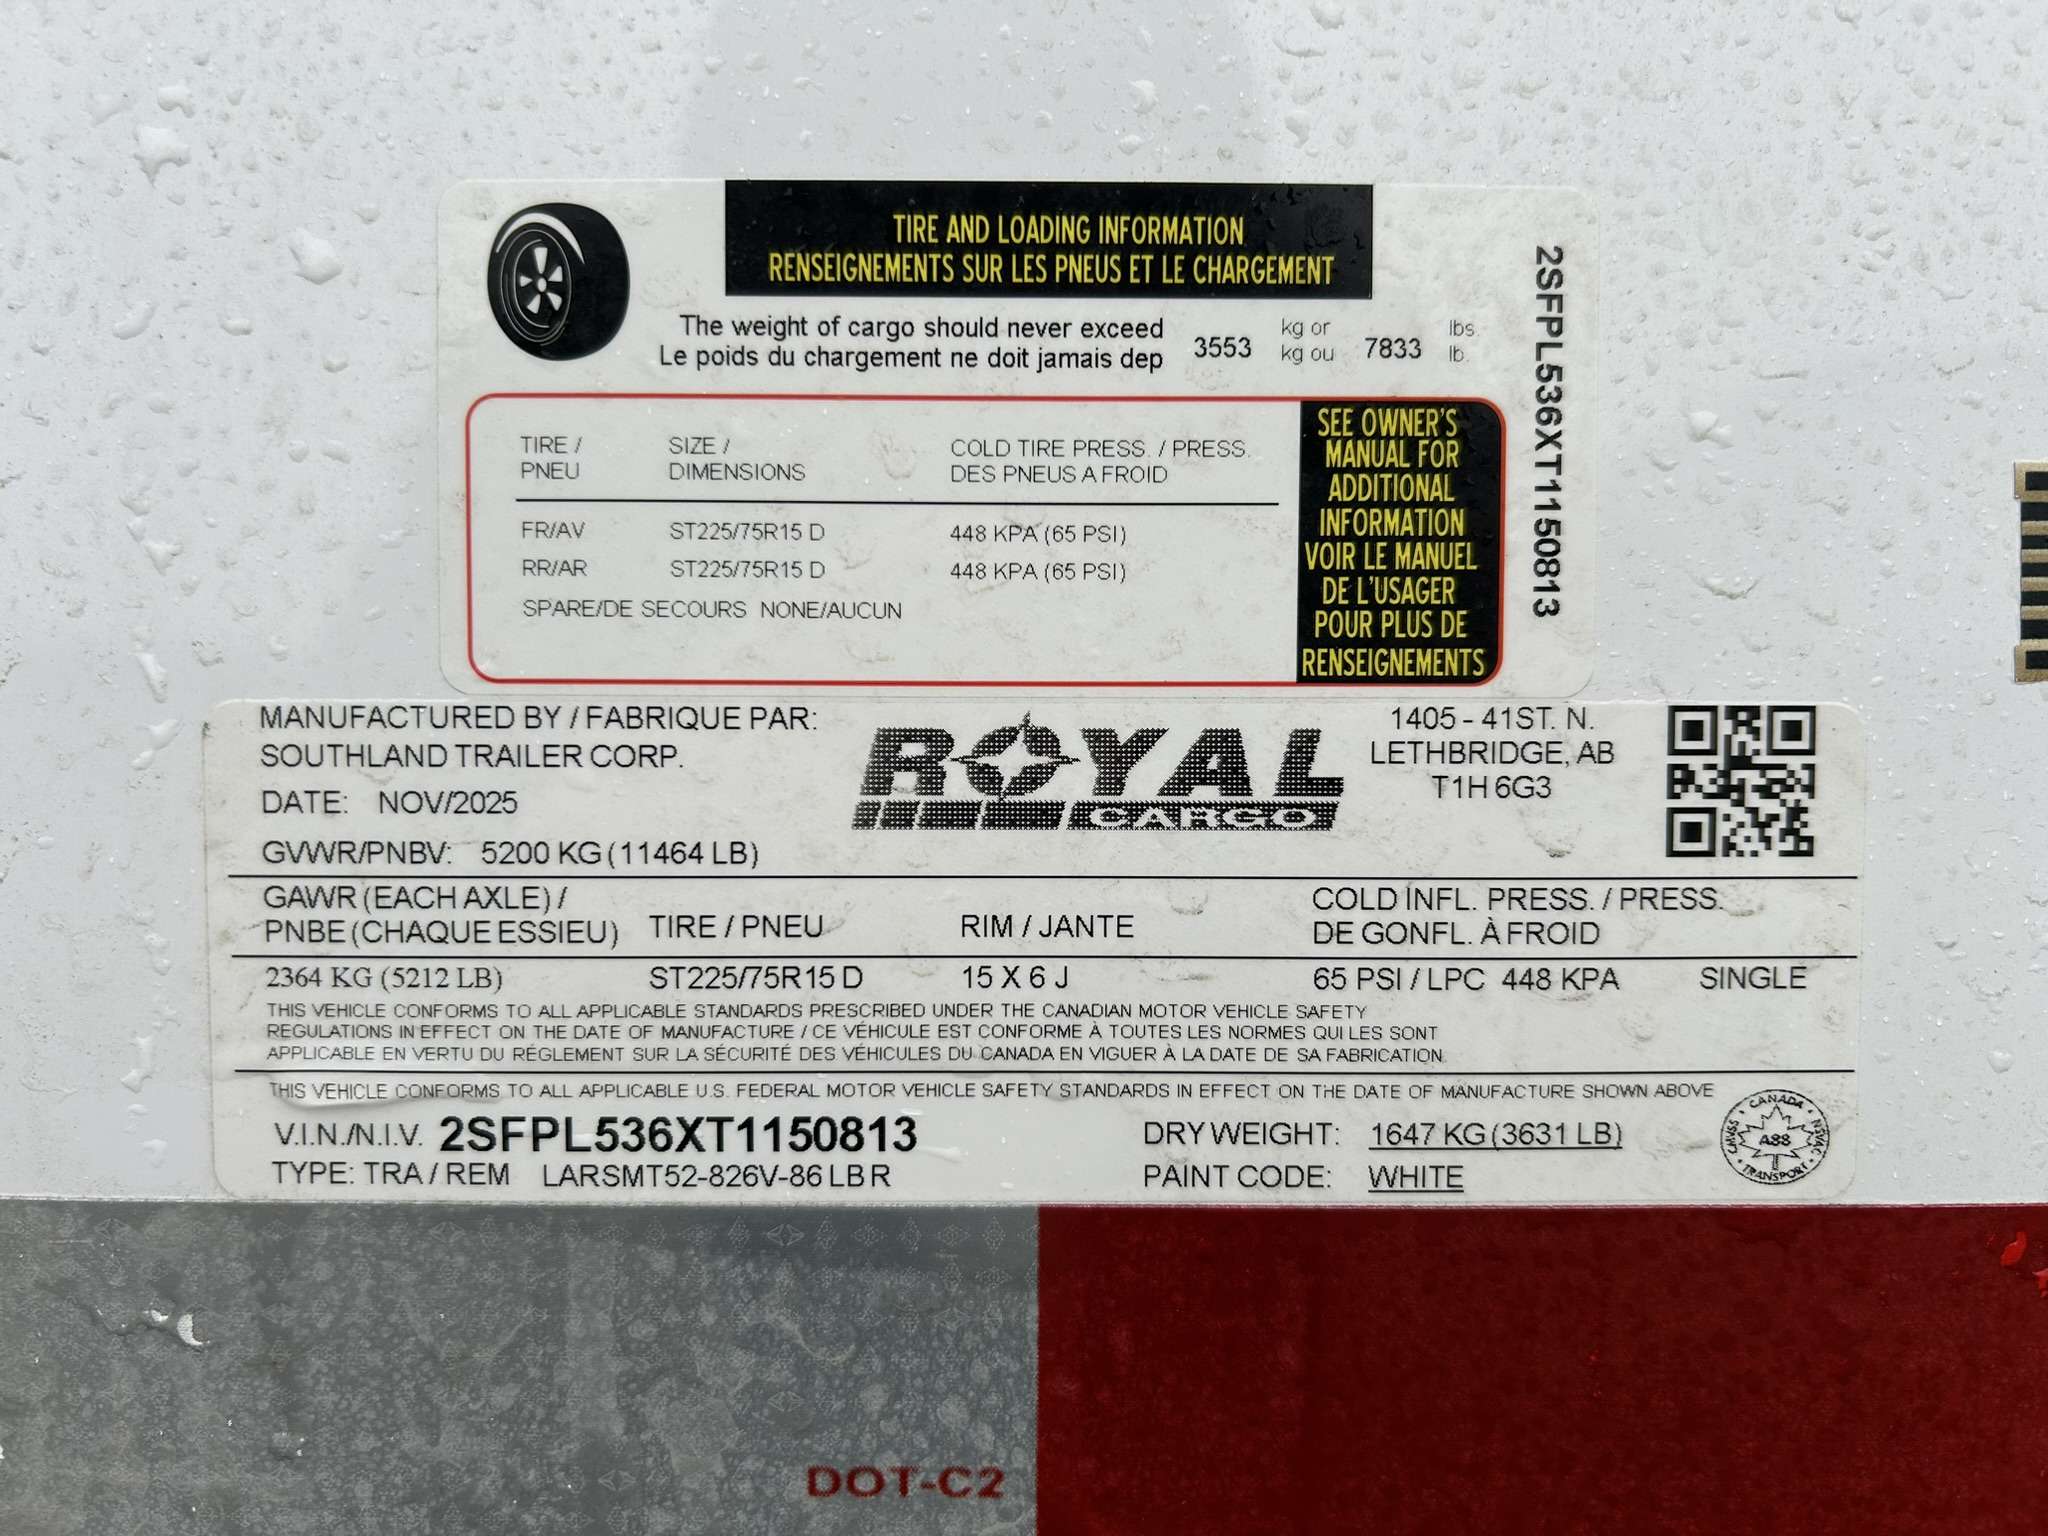 TIRE AND LOADING INFORMATION
RENSEIGNEMENTS SUR LES PNEUS ET LE CHARGEMENT
The weight of cargo should never exceed 3553 kg or 7833 lbs.
Le poids du chargement ne doit jamais dep kg ou lb.
TIRE / SIZE / COLD TIRE PRESS. / PRESS.
PNEU DIMENSIONS DES PNEUS A FROID
FR/AV ST225/75R15 D 448 KPA (65 PSI)
RR/AR ST225/75R15 D 448 KPA (65 PSI)
SPARE/DE SECOURS NONE/AUCUN
SEE OWNER'S
MANUAL FOR
ADDITIONAL
INFORMATION
VOIR LE MANUEL
DE L'USAGER
POUR PLUS DE
RENSEIGNEMENTS
2SFPL536XT1150813
MANUFACTURED BY / FABRIQUE PAR:
SOUTHLAND TRAILER CORP.
DATE: NOV/2025
GVWR/PNBV: 5200 KG (11464 LB)
ROYAL
CARGO
1405 - 41ST. N.
LETHBRIDGE, AB
T1H 6G3
GAWR (EACH AXLE) / TIRE / PNEU RIM / JANTE COLD INFL. PRESS. / PRESS.
PNBE (CHAQUE ESSIEU) DE GONFL. À FROID
2364 KG (5212 LB) ST225/75R15 D 15 X 6 J 65 PSI / LPC 448 KPA SINGLE
THIS VEHICLE CONFORMS TO ALL APPLICABLE STANDARDS PRESCRIBED UNDER THE CANADIAN MOTOR VEHICLE SAFETY
REGULATIONS IN EFFECT ON THE DATE OF MANUFACTURE / CE VÉHICULE EST CONFORME À TOUTES LES NORMES QUI LES SONT
APPLICABLE EN VERTU DU RÉGLEMENT SUR LA SÉCURITÉ DES VÉHICULES DU CANADA EN VIGUER À LA DATE DE SA FABRICATION
THIS VEHICLE CONFORMS TO ALL APPLICABLE U.S. FEDERAL MOTOR VEHICLE SAFETY STANDARDS IN EFFECT ON THE DATE OF MANUFACTURE SHOWN ABOVE
V.I.N./N.I.V. 2SFPL536XT1150813 DRY WEIGHT: 1647 KG (3631 LB)
TYPE: TRA / REM LARSMT52-826V-86 LB R PAINT CODE: WHITE
CANADA
CMVSS
A88
NSVAC
TRANSPORT
DOT-C2